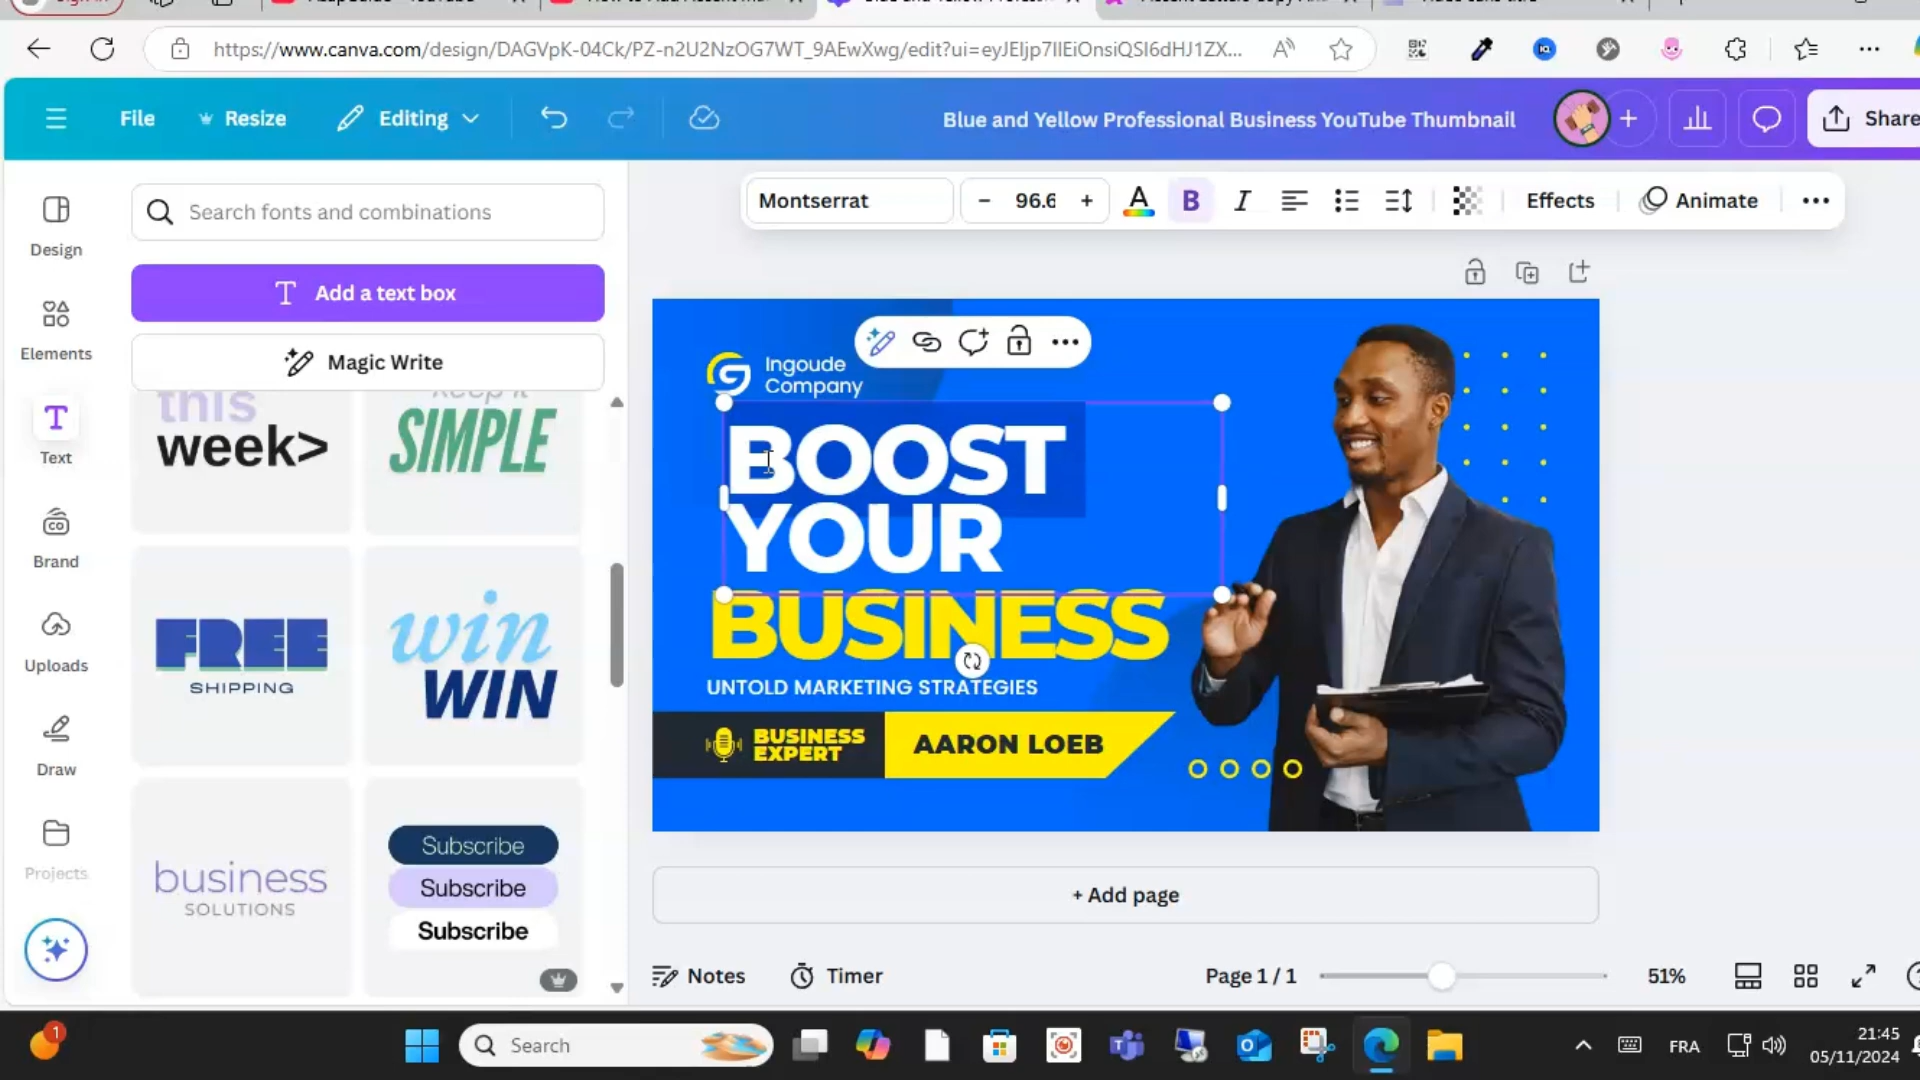 https://www.canva.com/design/DAGVpK-04Ck/PZ-n2U2NzOG7WT_9AEwXwg/edit?ui=eyJEIjp7IlEiOnsiQSI6dHJ1ZX...
File
Resize
Editing
Blue and Yellow Professional Business YouTube Thumbnail
Share
Search fonts and combinations
Montserrat
96.6
Effects
Animate
Add a text box
Magic Write
Design
Elements
Text
Brand
Uploads
Draw
Projects
this
week>
SIMPLE
FREE
SHIPPING
win
WIN
business
SOLUTIONS
Subscribe
Subscribe
Subscribe
Ingoude
Company
BOOST
YOUR
BUSINESS
UNTOLD MARKETING STRATEGIES
BUSINESS
EXPERT
AARON LOEB
+ Add page
Notes
Timer
Page 1 / 1
51%
1
Search
FRA
21:45
05/11/2024